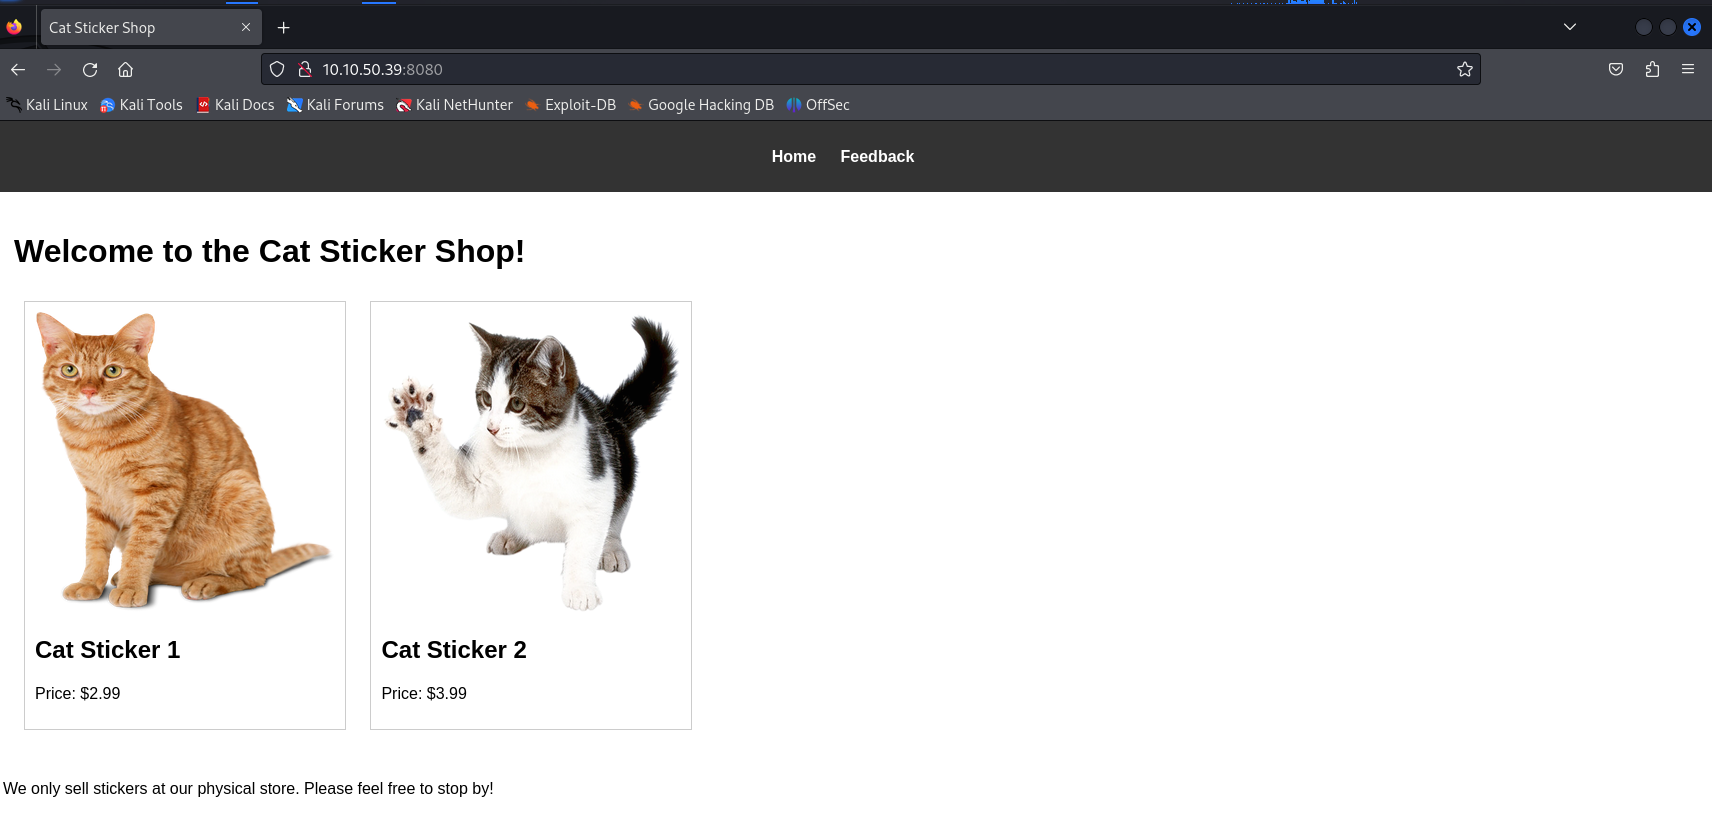 Cat Sticker Shop
10.10.50.39:8080
Kali Linux Kali Tools Kali Docs Kali Forums Kali NetHunter Exploit-DB Google Hacking DB OffSec
Home Feedback
Welcome to the Cat Sticker Shop!
Cat Sticker 1 Cat Sticker 2
Price: $2.99 Price: $3.99
We only sell stickers at our physical store. Please feel free to stop by!